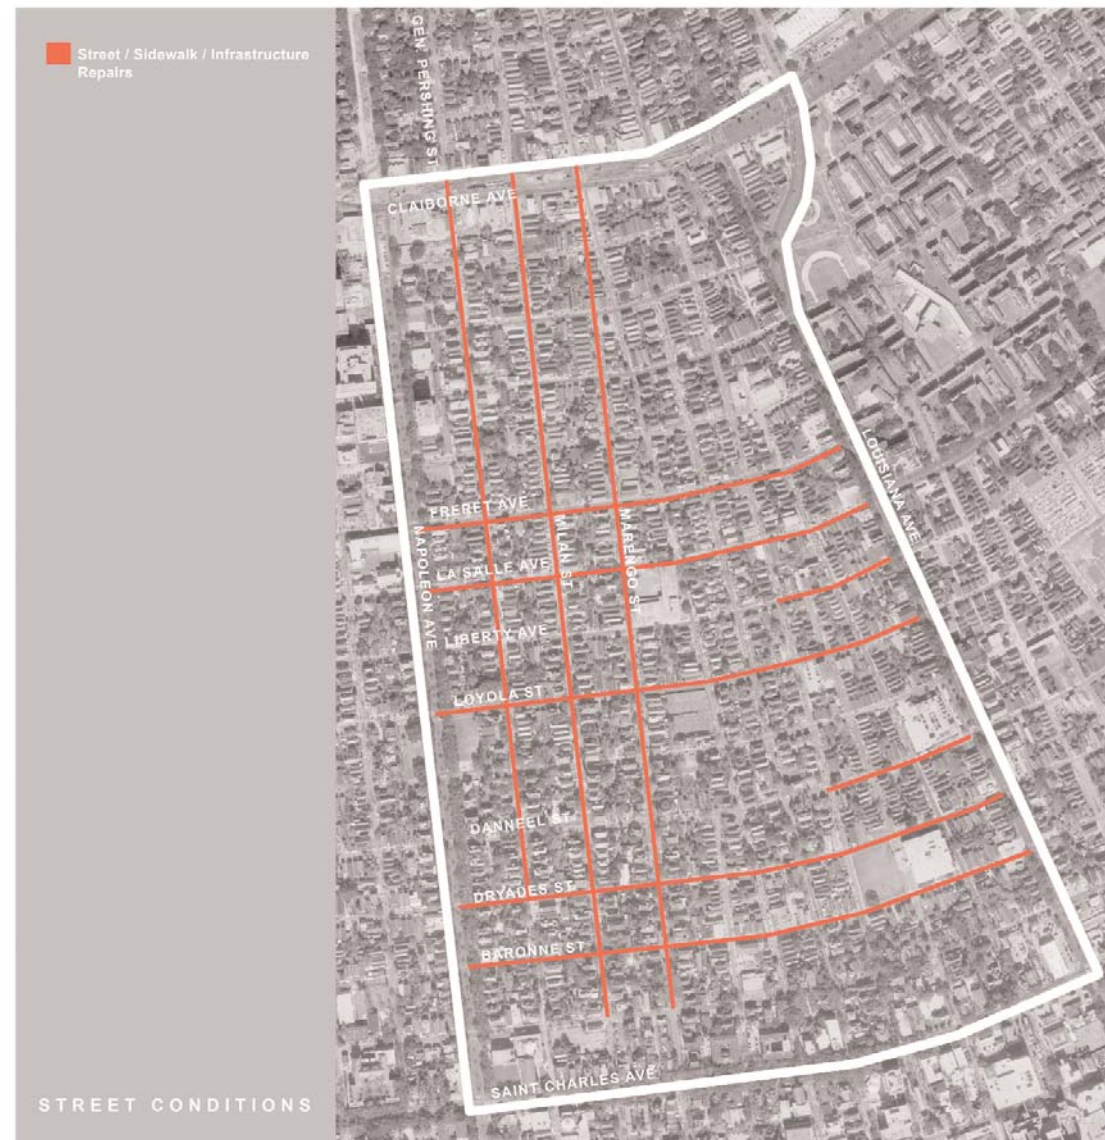 Street / Sidewalk / Infrastructure
Repairs
GEN. PERSHING ST
CLAIBORNE AVE
LOUISIANA AVE
FRERET AVE
NAPOLEON AVE
MILAN ST
MARENGO ST
LA SALLE AVE
LIBERTY AVE
LOYOLA ST
DANNEEL ST
DRYADES ST
BARONNE ST
SAINT CHARLES AVE
STREET CONDITIONS